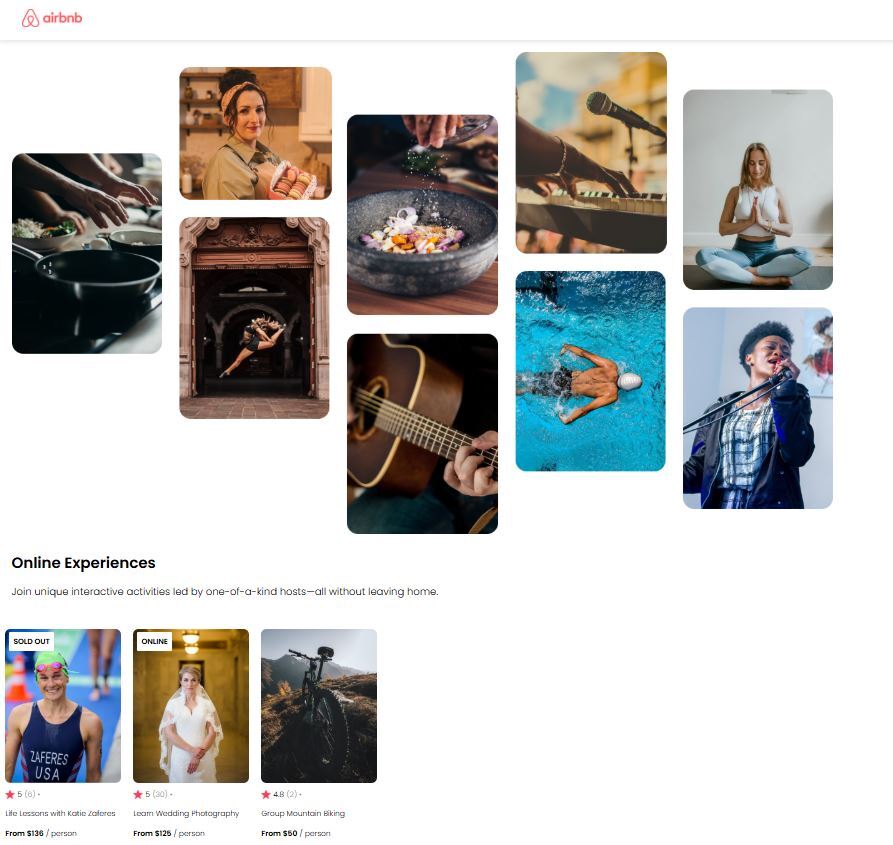 airbnb
Online Experiences
Join unique interactive activities led by one-of-a-kind hosts—all without leaving home.
SOLD OUT
ZAFERES
USA
5 (6) •
Life Lessons with Katie Zaferes
From $136 / person
ONLINE
5 (30) •
Learn Wedding Photography
From $125 / person
4.8 (2) •
Group Mountain Biking
From $50 / person